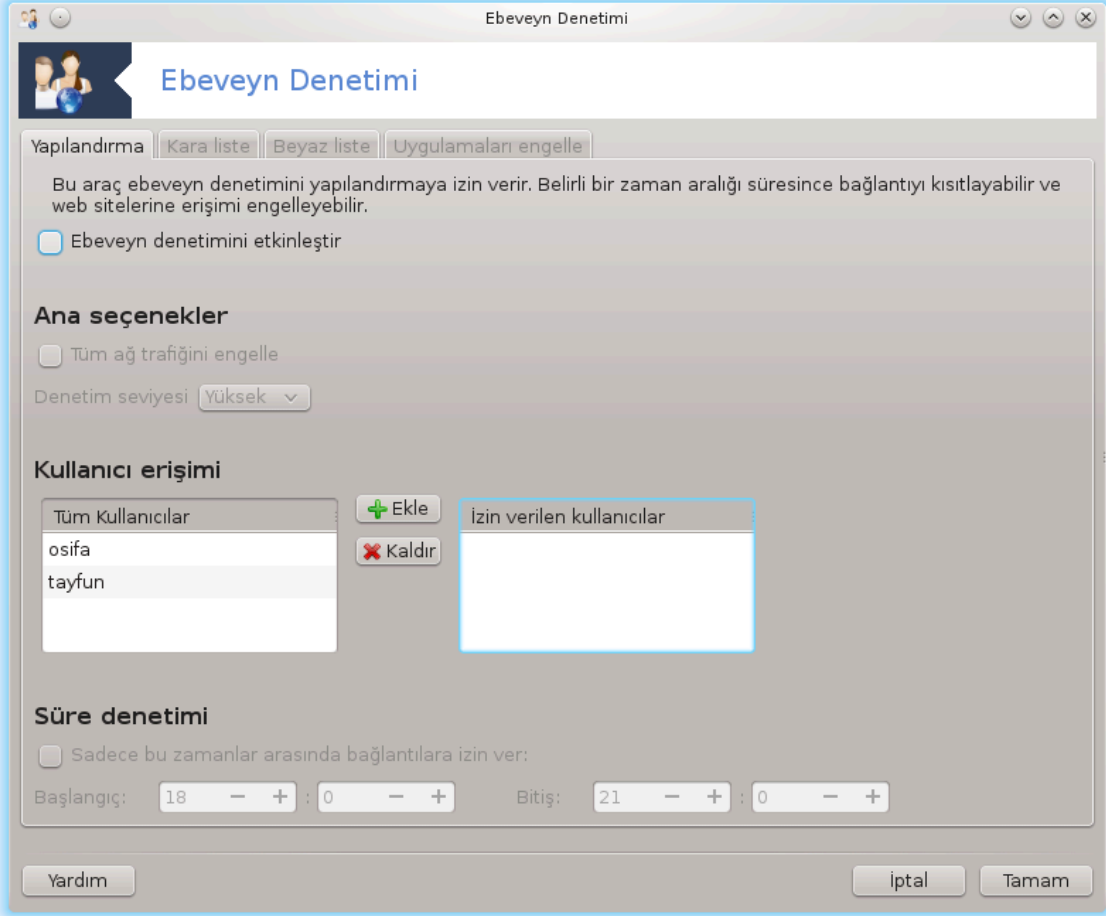 Ebeveyn Denetimi
Ebeveyn Denetimi
Yapılandırma Kara liste Beyaz liste Uygulamaları engelle
Bu araç ebeveyn denetimini yapılandırmaya izin verir. Belirli bir zaman aralığı süresince bağlantıyı kısıtlayabilir ve
web sitelerine erişimi engelleyebilir.
Ebeveyn denetimini etkinleştir
Ana seçenekler
Tüm ağ trafiğini engelle
Denetim seviyesi Yüksek
Kullanıcı erişimi
Tüm Kullanıcılar
osifa
tayfun
Ekle
Kaldır
İzin verilen kullanıcılar
Süre denetimi
Sadece bu zamanlar arasında bağlantılara izin ver:
Başlangıç: 18 − + : 0 − + Bitiş: 21 − + : 0 − +
Yardım İptal Tamam